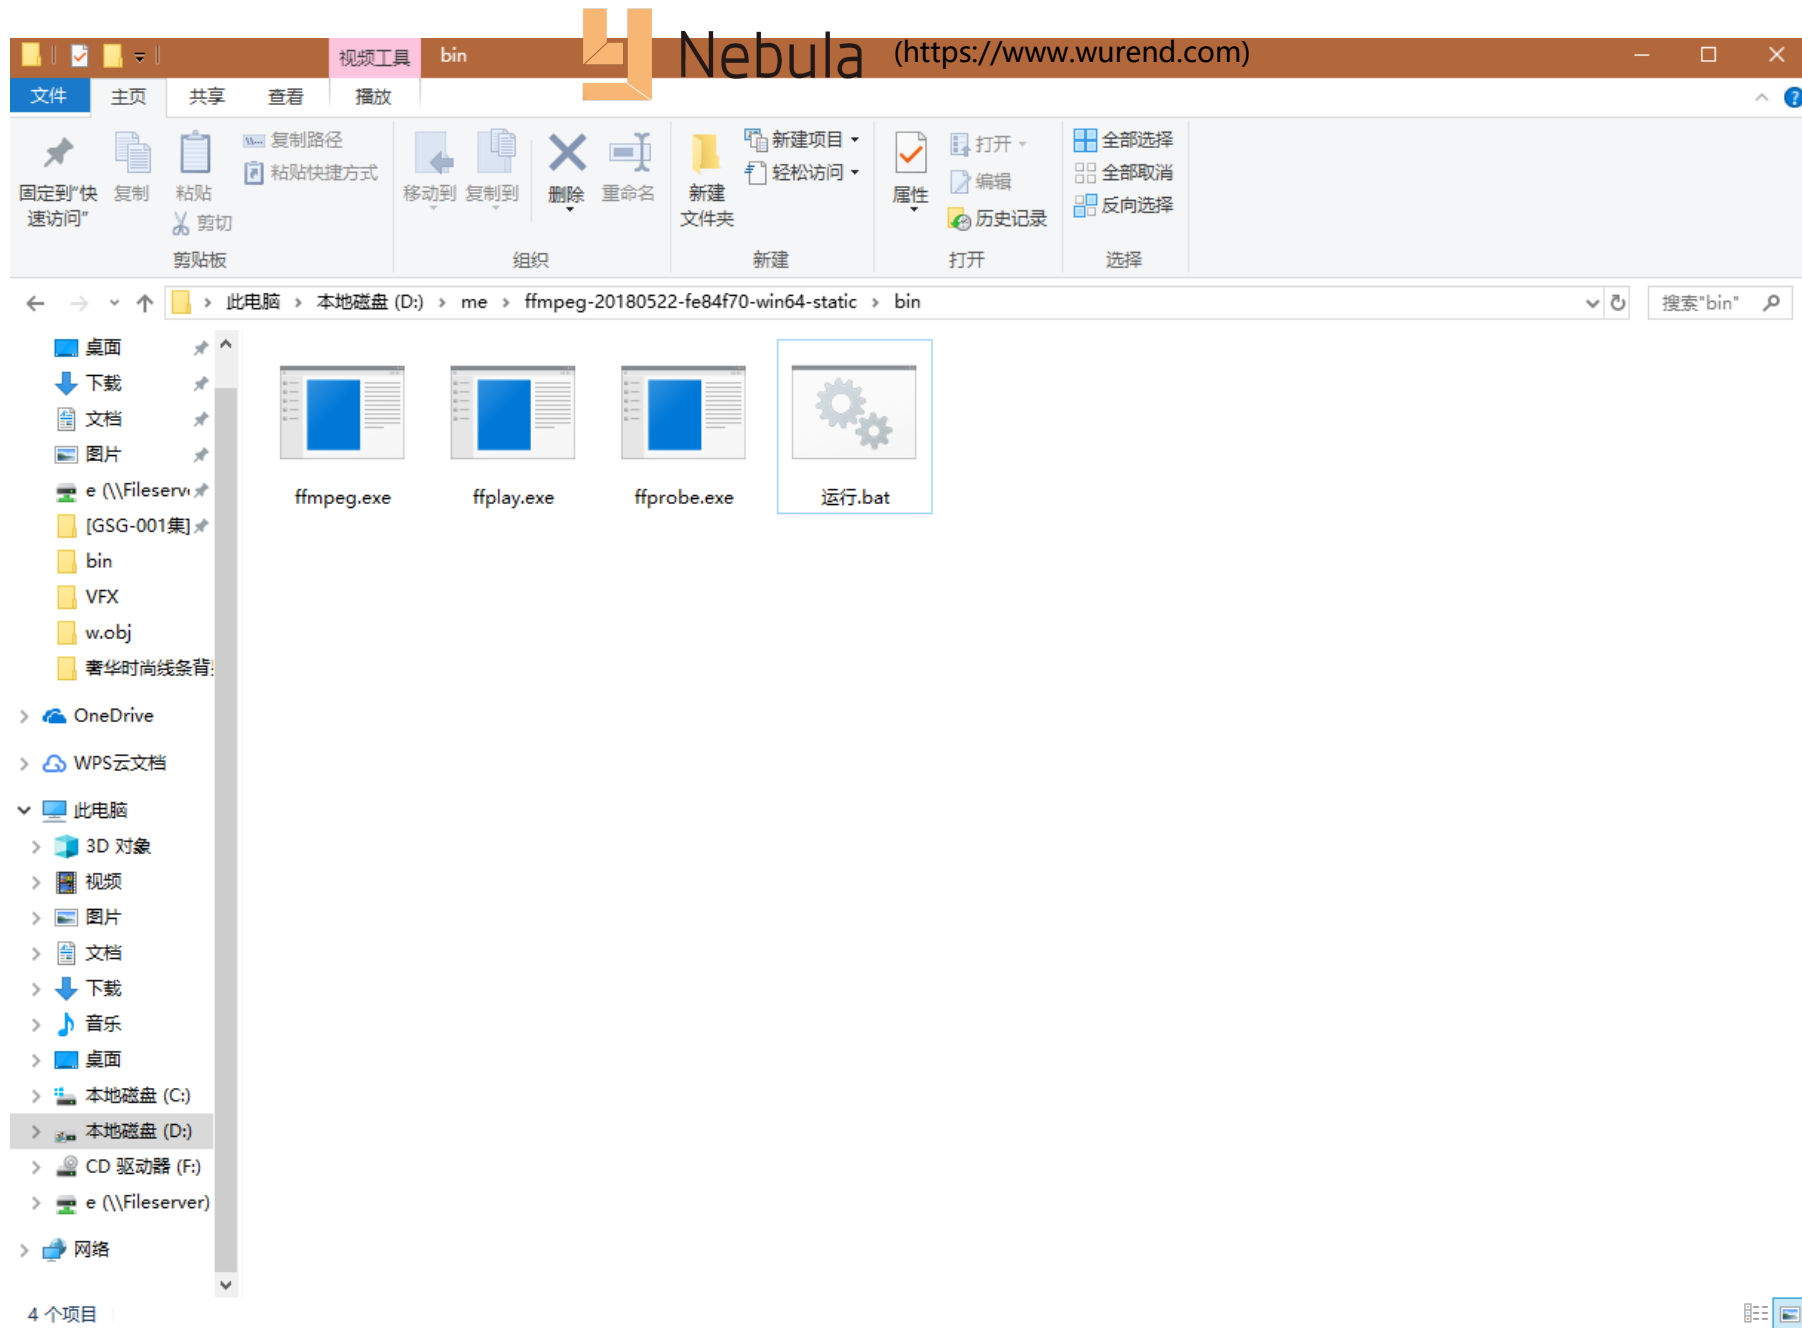 视频工具 bin Nebula (https://www.wurend.com)
文件 主页 共享 查看 播放
固定到"快速访问"
复制
粘贴
剪切
复制路径
粘贴快捷方式
剪贴板
移动到 复制到 删除 重命名
组织
新建
文件夹
新建项目
轻松访问
新建
属性
打开
编辑
历史记录
打开
全部选择
全部取消
反向选择
选择
此电脑 › 本地磁盘 (D:) › me › ffmpeg-20180522-fe84f70-win64-static › bin
搜索"bin"
桌面
下载
文档
图片
e (\\Fileserv
[GSG-001集]
bin
VFX
w.obj
奢华时尚线条背
OneDrive
WPS云文档
此电脑
3D 对象
视频
图片
文档
下载
音乐
桌面
本地磁盘 (C:)
本地磁盘 (D:)
CD 驱动器 (F:)
e (\\Fileserver)
网络
ffmpeg.exe
ffplay.exe
ffprobe.exe
运行.bat
4 个项目